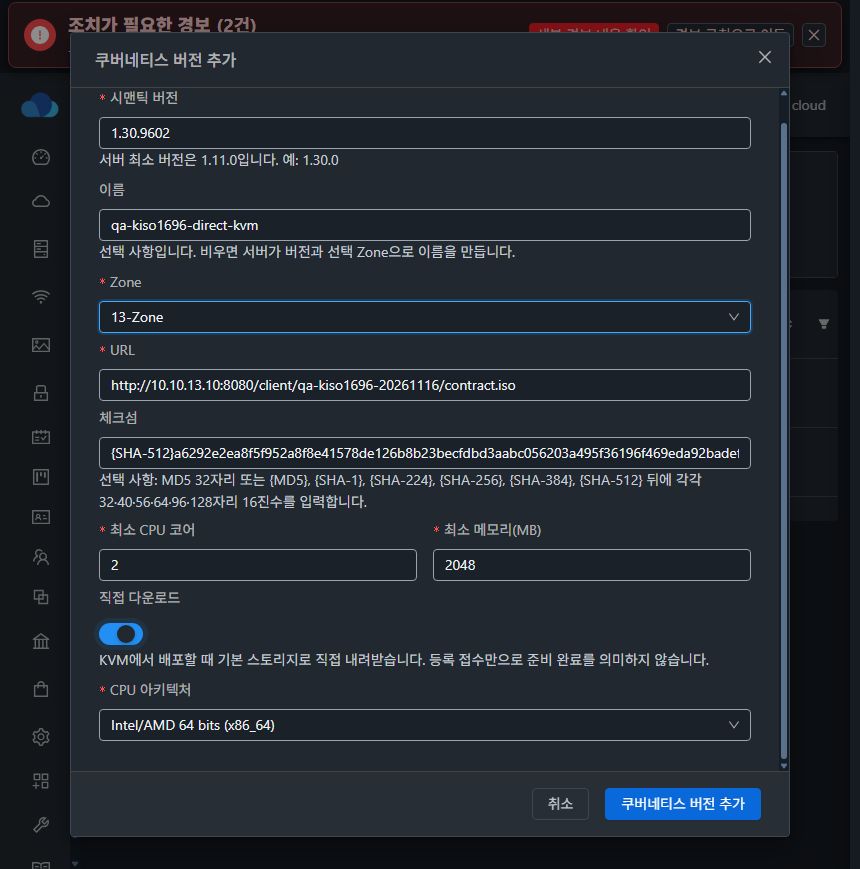 조치가 필요한 경보 (2건)
쿠버네티스 버전 추가
cloud
* 시맨틱 버전
1.30.9602
서버 최소 버전은 1.11.0입니다. 예: 1.30.0
이름
qa-kiso1696-direct-kvm
선택 사항입니다. 비우면 서버가 버전과 선택 Zone으로 이름을 만듭니다.
* Zone
13-Zone
* URL
http://10.10.13.10:8080/client/qa-kiso1696-20261116/contract.iso
체크섬
{SHA-512}a6292e2ea8f5f952a8f8e41578de126b8b23becfdbd3aabc056203a495f36196f469eda92badef
선택 사항: MD5 32자리 또는 {MD5}, {SHA-1}, {SHA-224}, {SHA-256}, {SHA-384}, {SHA-512} 뒤에 각각
32·40·56·64·96·128자리 16진수를 입력합니다.
* 최소 CPU 코어
* 최소 메모리(MB)
2
2048
직접 다운로드
KVM에서 배포할 때 기본 스토리지로 직접 내려받습니다. 등록 접수만으로 준비 완료를 의미하지 않습니다.
* CPU 아키텍처
Intel/AMD 64 bits (x86_64)
취소
쿠버네티스 버전 추가